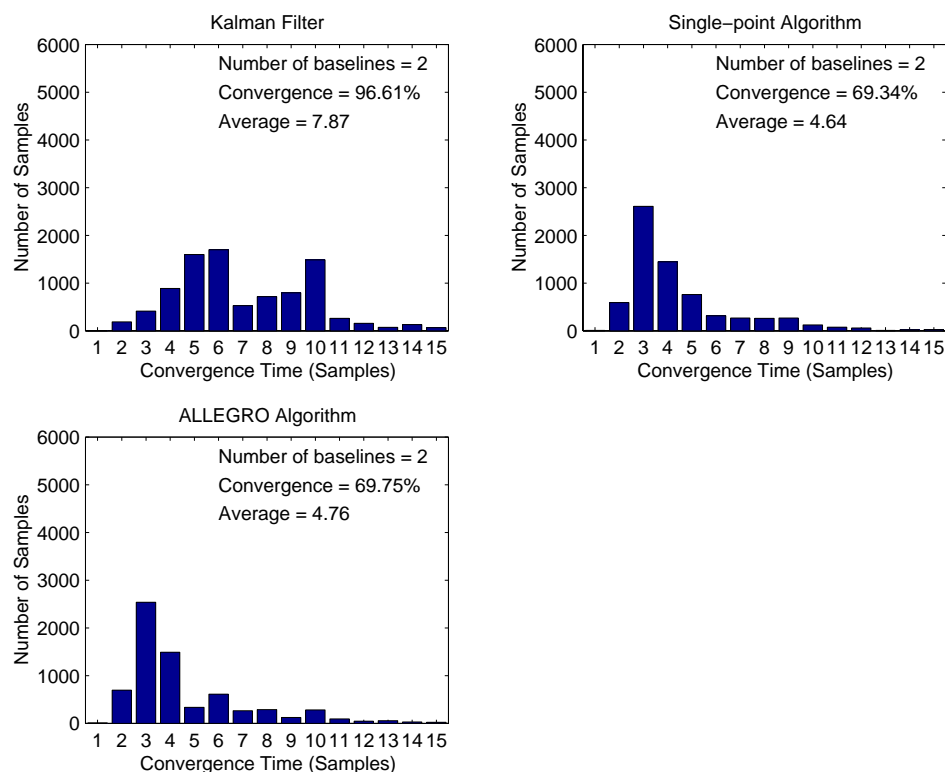 Kalman Filter
6000
5000
4000
3000
2000
1000
0
Number of Samples
Number of baselines = 2
Convergence = 96.61%
Average = 7.87
1 2 3 4 5 6 7 8 9 10 11 12 13 14 15
Convergence Time (Samples)
Single−point Algorithm
6000
5000
4000
3000
2000
1000
0
Number of Samples
Number of baselines = 2
Convergence = 69.34%
Average = 4.64
1 2 3 4 5 6 7 8 9 10 11 12 13 14 15
Convergence Time (Samples)
ALLEGRO Algorithm
6000
5000
4000
3000
2000
1000
0
Number of Samples
Number of baselines = 2
Convergence = 69.75%
Average = 4.76
1 2 3 4 5 6 7 8 9 10 11 12 13 14 15
Convergence Time (Samples)